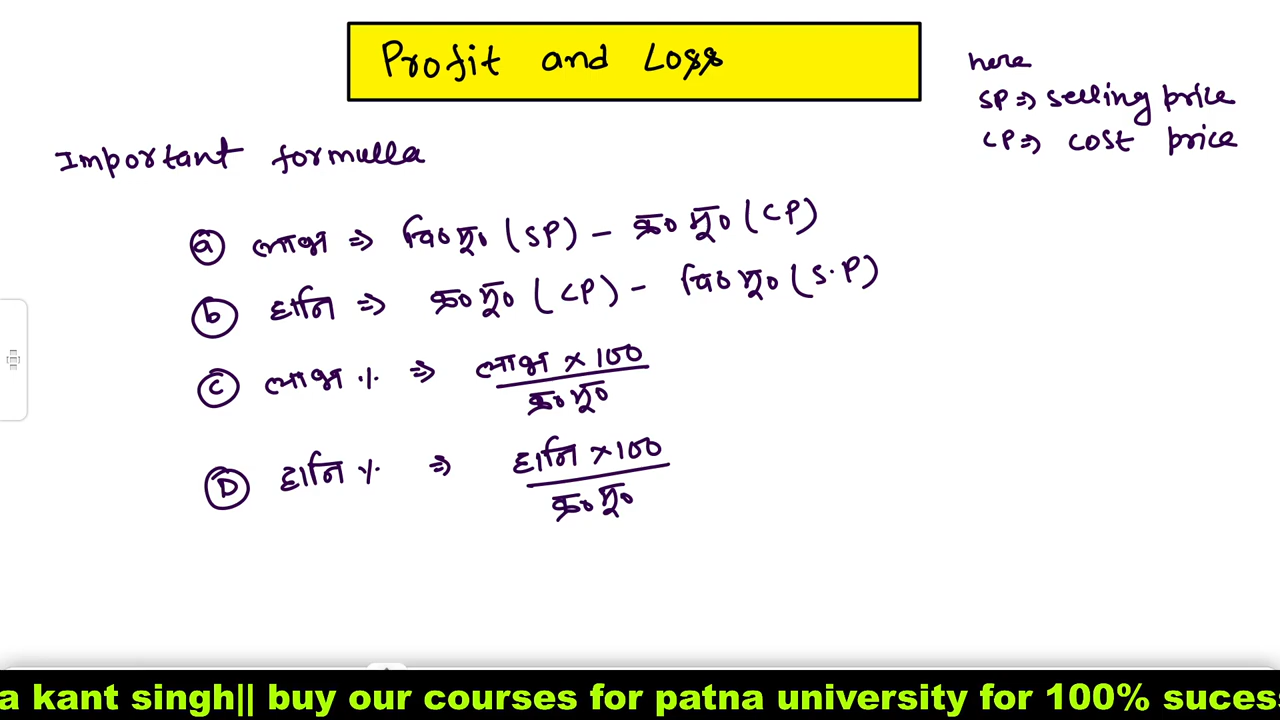 Profit and Loss
here
SP ⇒ selling price
CP ⇒ cost price
Important formulla
(a) लाभ ⇒ वि० मू० (SP) - क्र० मू० (CP)
(b) हानि ⇒ क्र० मू० (CP) - वि० मू० (S.P)
(C) लाभ % ⇒ लाभ × 100
क्र० मू०
(D) हानि % ⇒ हानि × 100
क्र० मू०
a kant singh|| buy our courses for patna university for 100% suces